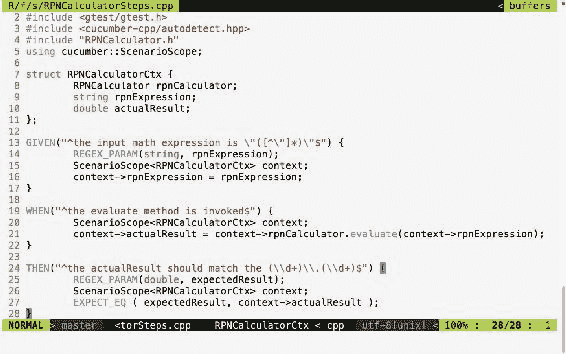 R/f/s/RPNCalculatorSteps.cpp < buffers
2 #include <gtest/gtest.h>
3 #include <cucumber-cpp/autodetect.hpp>
4 #include "RPNCalculator.h"
5 using cucumber::ScenarioScope;
6
7 struct RPNCalculatorCtx {
8 RPNCalculator rpnCalculator;
9 string rpnExpression;
10 double actualResult;
11 };
12
13 GIVEN("^the input math expression is \"([^\"]*)\"$") {
14 REGEX_PARAM(string, rpnExpression);
15 ScenarioScope<RPNCalculatorCtx> context;
16 context->rpnExpression = rpnExpression;
17 }
18
19 WHEN("^the evaluate method is invoked$") {
20 ScenarioScope<RPNCalculatorCtx> context;
21 context->actualResult = context->rpnCalculator.evaluate(context->rpnExpression);
22 }
23
24 THEN("^the actualResult should match the (\\d+)\\.(\\d+)$") {
25 REGEX_PARAM(double, expectedResult);
26 ScenarioScope<RPNCalculatorCtx> context;
27 EXPECT_EQ ( expectedResult, context->actualResult );
28 }
NORMAL > master <torSteps.cpp RPNCalculatorCtx < cpp utf-8[unix] < 100% : 28/28 : 1